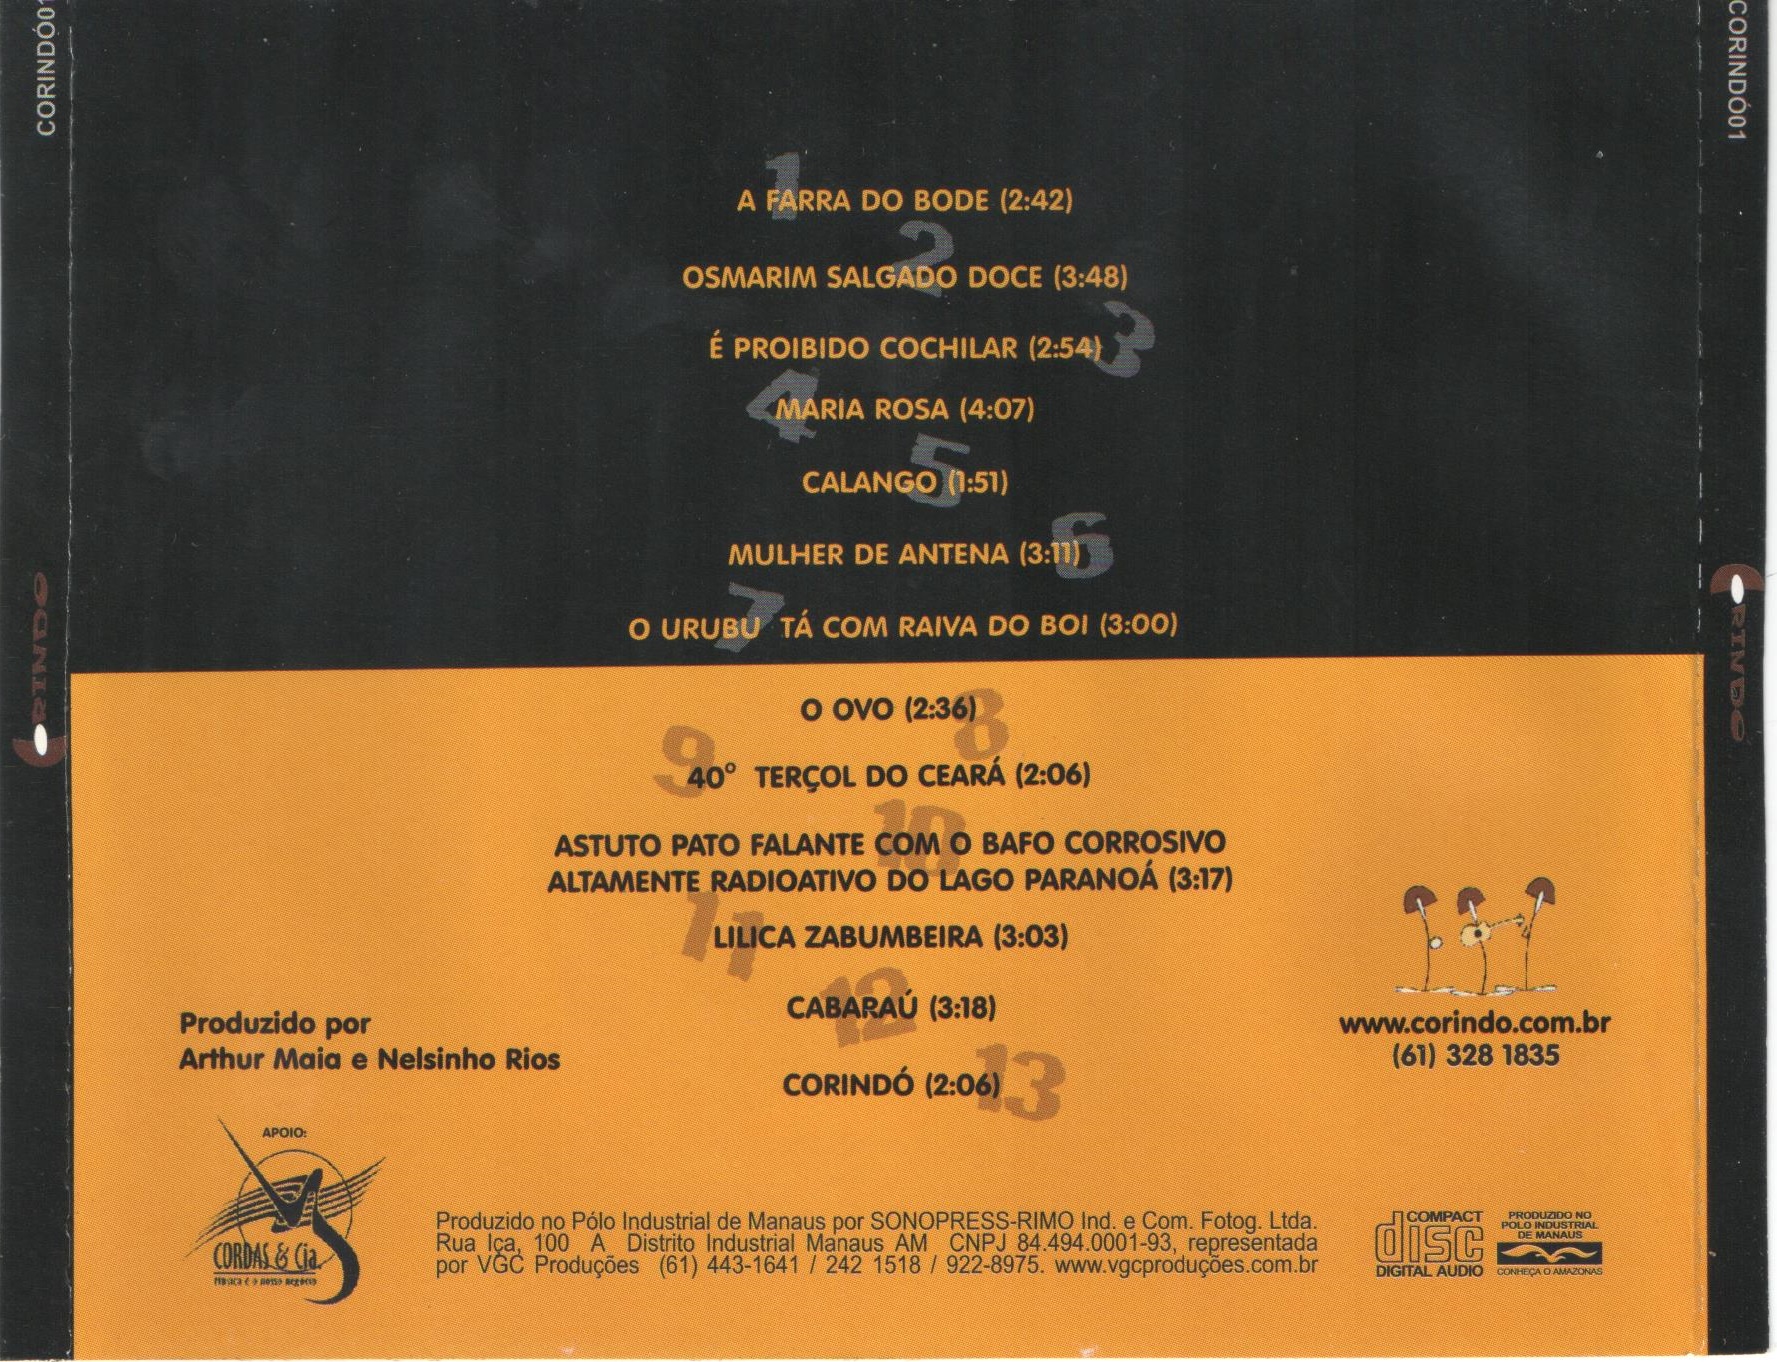 CORINDÓ01
CORINDÓ01
1
A FARRA DO BODE (2:42)
2
OSMARIM SALGADO DOCE (3:48)
3
É PROIBIDO COCHILAR (2:54)
4
MARIA ROSA (4:07)
5
CALANGO (1:51)
6
MULHER DE ANTENA (3:11)
7
O URUBU TÁ COM RAIVA DO BOI (3:00)
CORINDÓ
CORINDÓ
8
O OVO (2:36)
9
40° TERÇOL DO CEARÁ (2:06)
10
ASTUTO PATO FALANTE COM O BAFO CORROSIVO
ALTAMENTE RADIOATIVO DO LAGO PARANOÁ (3:17)
11
LILICA ZABUMBEIRA (3:03)
12
CABARAÚ (3:18)
13
CORINDÓ (2:06)
Produzido por
Arthur Maia e Nelsinho Rios
www.corindo.com.br
(61) 328 1835
APOIO:
CORDAS & Cia.
Música é o nosso negócio
Produzido no Pólo Industrial de Manaus por SONOPRESS-RIMO Ind. e Com. Fotog. Ltda.
Rua Iça, 100 A Distrito Industrial Manaus AM CNPJ 84.494.0001-93, representada
por VGC Produções (61) 443-1641 / 242 1518 / 922-8975. www.vgcproduções.com.br
COMPACT
disc
DIGITAL AUDIO
PRODUZIDO NO
POLO INDUSTRIAL
DE MANAUS
CONHEÇA O AMAZONAS